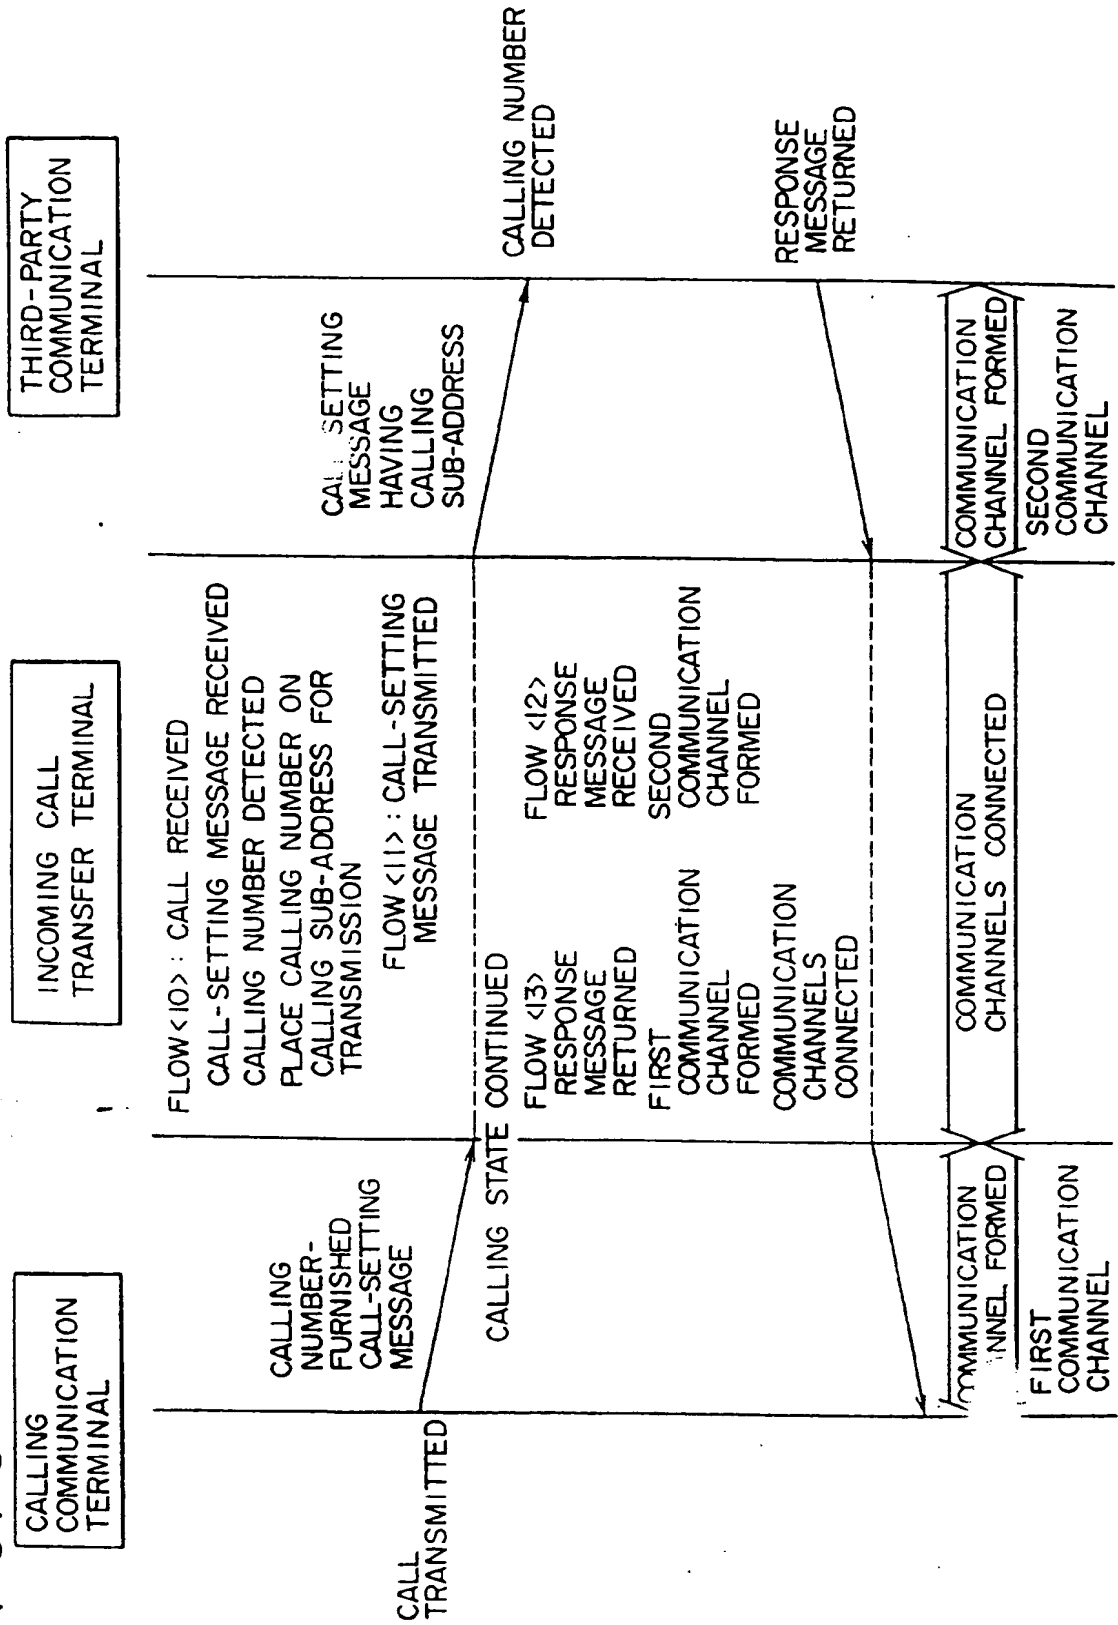 CALLING
COMMUNICATION
TERMINAL
INCOMING CALL
TRANSFER TERMINAL
THIRD-PARTY
COMMUNICATION
TERMINAL
CALL
TRANSMITTED
CALLING
NUMBER-
FURNISHED
CALL-SETTING
MESSAGE
FLOW<10>: CALL RECEIVED
CALL-SETTING MESSAGE RECEIVED
CALLING NUMBER DETECTED
PLACE CALLING NUMBER ON
CALLING SUB-ADDRESS FOR
TRANSMISSION
FLOW<11>: CALL-SETTING
MESSAGE TRANSMITTED
CALL SETTING
MESSAGE
HAVING
CALLING
SUB-ADDRESS
CALLING NUMBER
DETECTED
CALLING STATE CONTINUED
FLOW <13>
RESPONSE
MESSAGE
RETURNED
FIRST
COMMUNICATION
CHANNEL
FORMED
COMMUNICATION
CHANNELS
CONNECTED
FLOW <12>
RESPONSE
MESSAGE
RECEIVED
SECOND
COMMUNICATION
CHANNEL
FORMED
RESPONSE
MESSAGE
RETURNED
COMMUNICATION
FORMED
FIRST
COMMUNICATION
CHANNEL
COMMUNICATION
CHANNELS CONNECTED
COMMUNICATION
CHANNEL FORMED
SECOND
COMMUNICATION
CHANNEL